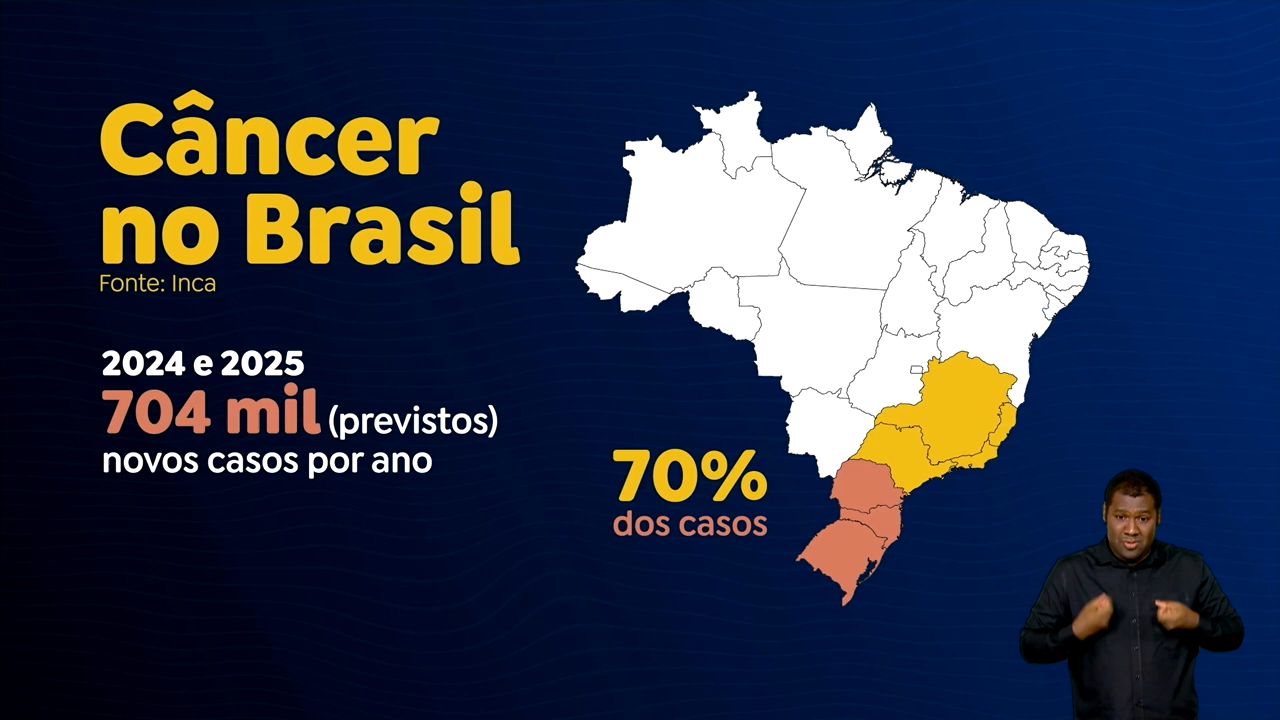 Câncer
no Brasil
Fonte: Inca
2024 e 2025
704 mil (previstos)
novos casos por ano
70%
dos casos